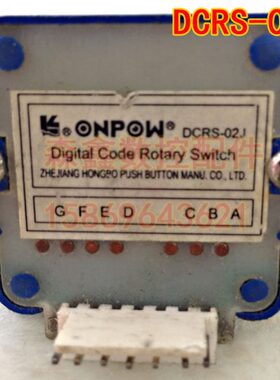 DCRS-0
® ONPOW® DCRS-02J
Digital Code Rotary Switch
ZHEJIANG HONGBO PUSH BUTTON MANU. CO., LTD.
G F E D C B A
15869643621